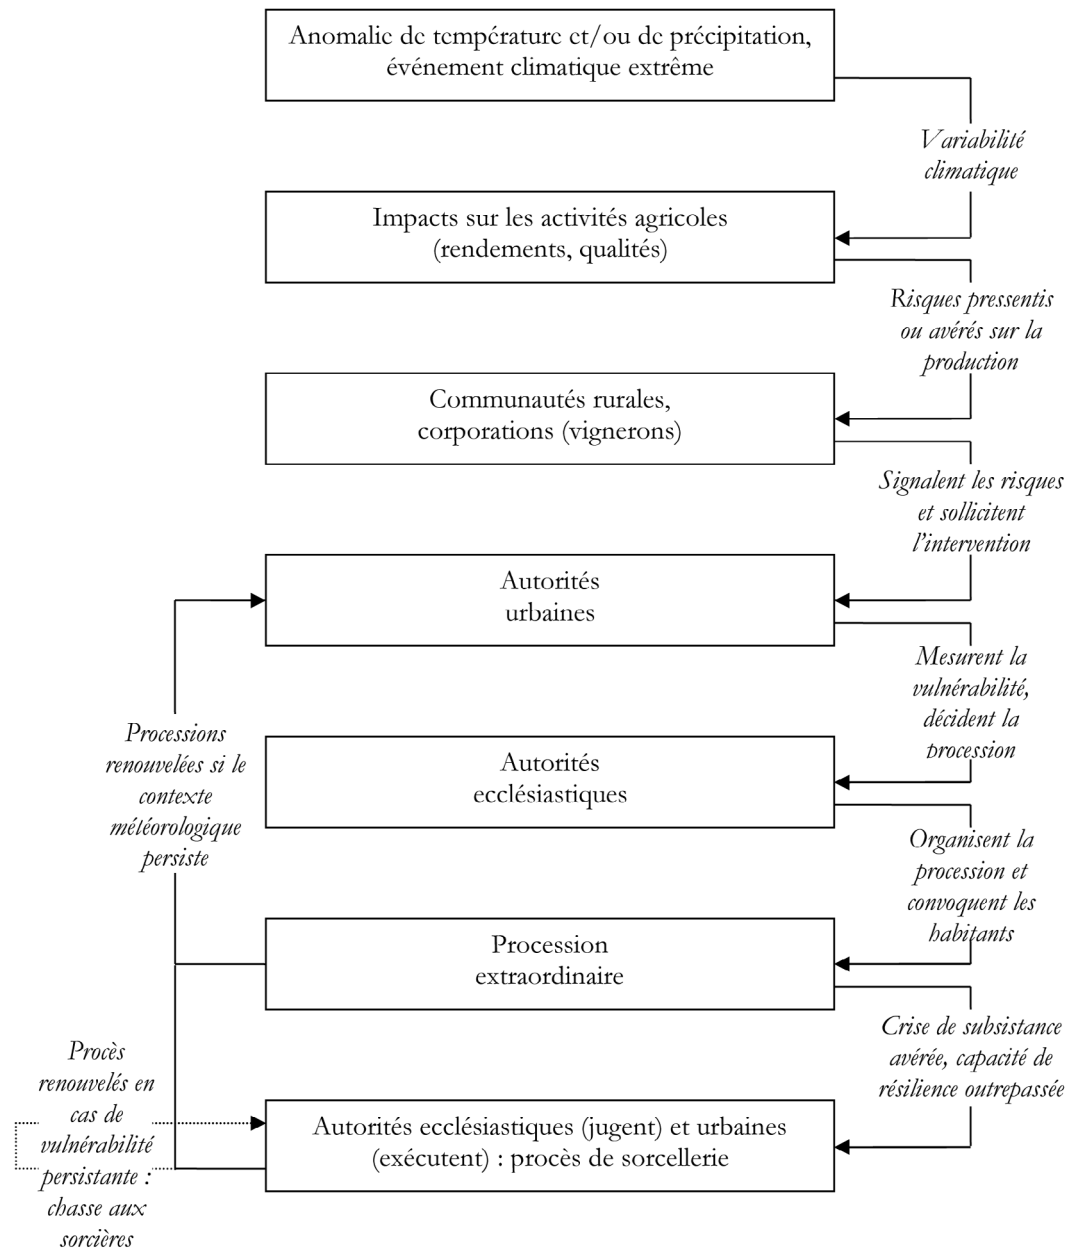 Anomalie de température et/ou de précipitation,
événement climatique extrême
Variabilité
climatique
Impacts sur les activités agricoles
(rendements, qualités)
Risques pressentis
ou avérés sur la
production
Communautés rurales,
corporations (vignerons)
Signalent les risques
et sollicitent
l'intervention
Autorités
urbaines
Mesurent la
vulnérabilité,
décident la
procession
Processions
renouvelées si le
contexte
météorologique
persiste
Autorités
ecclésiastiques
Organisent la
procession et
convoquent les
habitants
Procession
extraordinaire
Crise de subsistance
avérée, capacité de
résilience outrepassée
Procès
renouvelés en
cas de
vulnérabilité
persistante :
chasse aux
sorcières
Autorités ecclésiastiques (jugent) et urbaines
(exécutent) : procès de sorcellerie